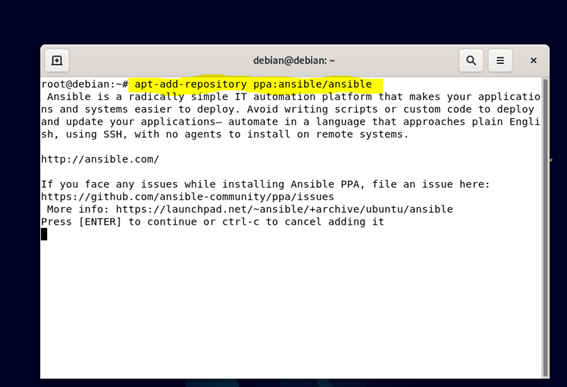 debian@debian: ~
root@debian:~# apt-add-repository ppa:ansible/ansible
 Ansible is a radically simple IT automation platform that makes your applicatio
ns and systems easier to deploy. Avoid writing scripts or custom code to deploy
and update your applications— automate in a language that approaches plain Engli
sh, using SSH, with no agents to install on remote systems.

http://ansible.com/

If you face any issues while installing Ansible PPA, file an issue here:
https://github.com/ansible-community/ppa/issues
 More info: https://launchpad.net/~ansible/+archive/ubuntu/ansible
Press [ENTER] to continue or ctrl-c to cancel adding it